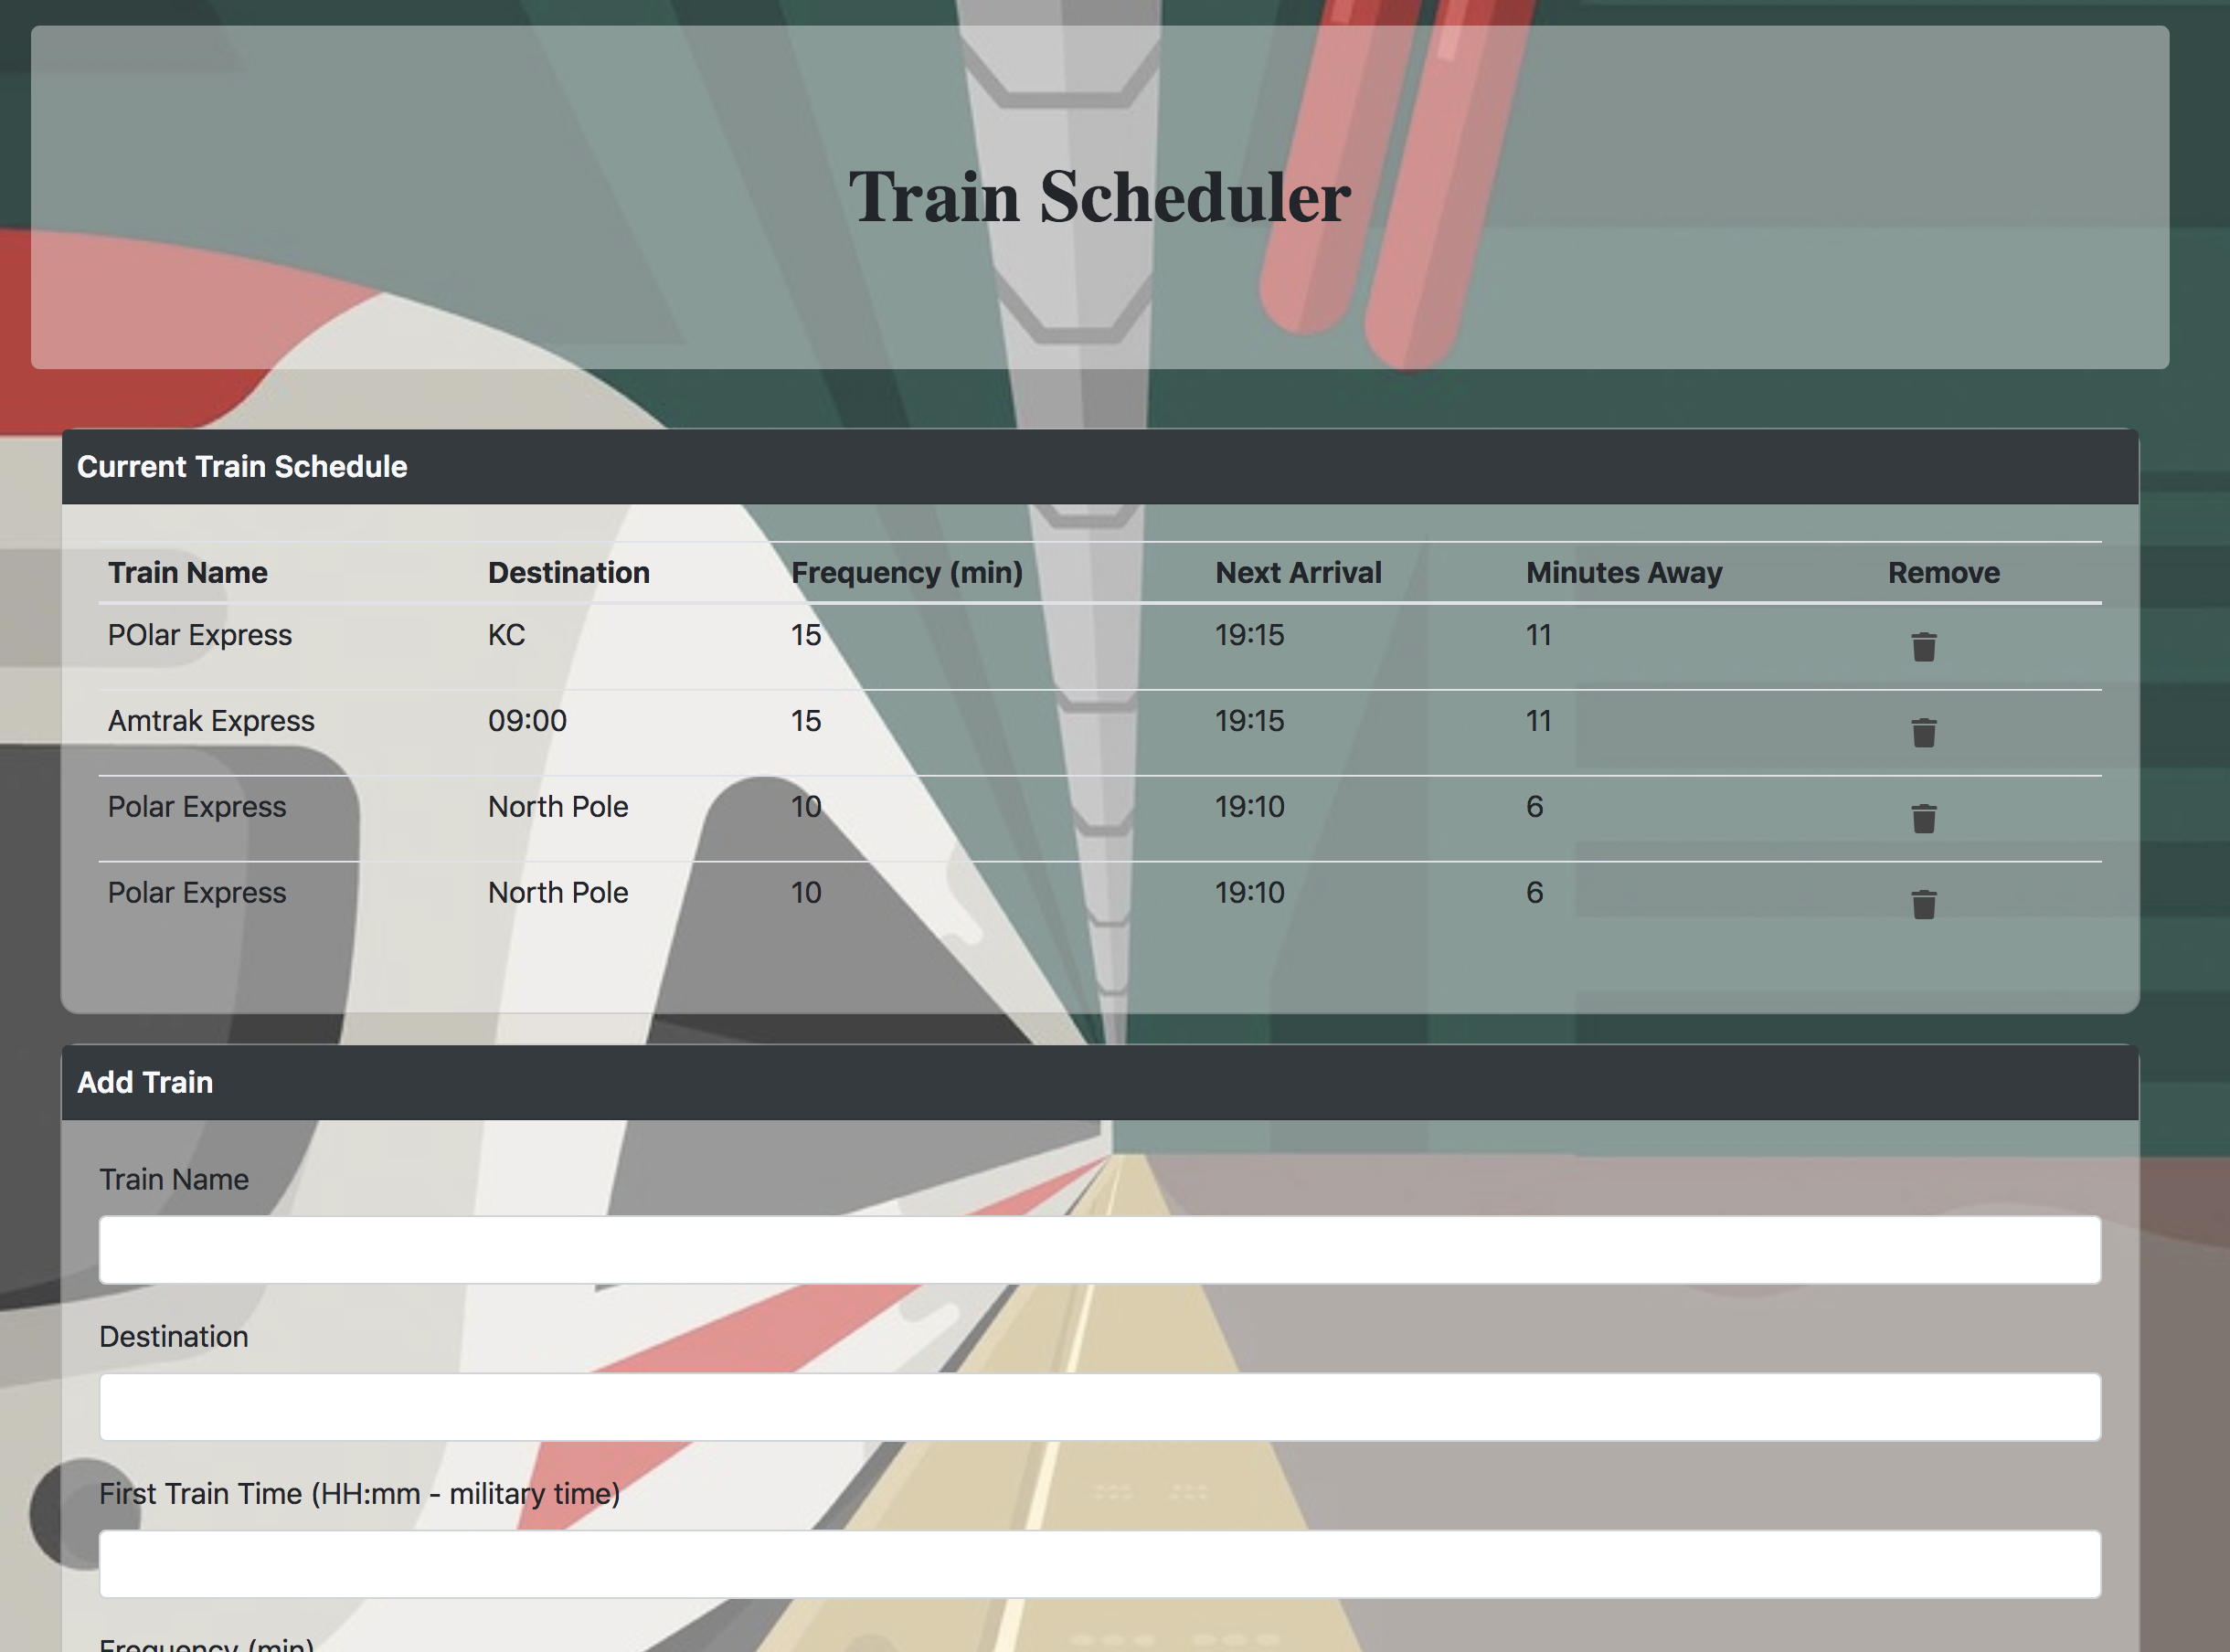 Train Scheduler
Current Train Schedule
Train Name Destination Frequency (min) Next Arrival Minutes Away Remove
POlar Express KC 15 19:15 11
Amtrak Express 09:00 15 19:15 11
Polar Express North Pole 10 19:10 6
Polar Express North Pole 10 19:10 6
Add Train
Train Name
Destination
First Train Time (HH:mm - military time)
Frequency (min)